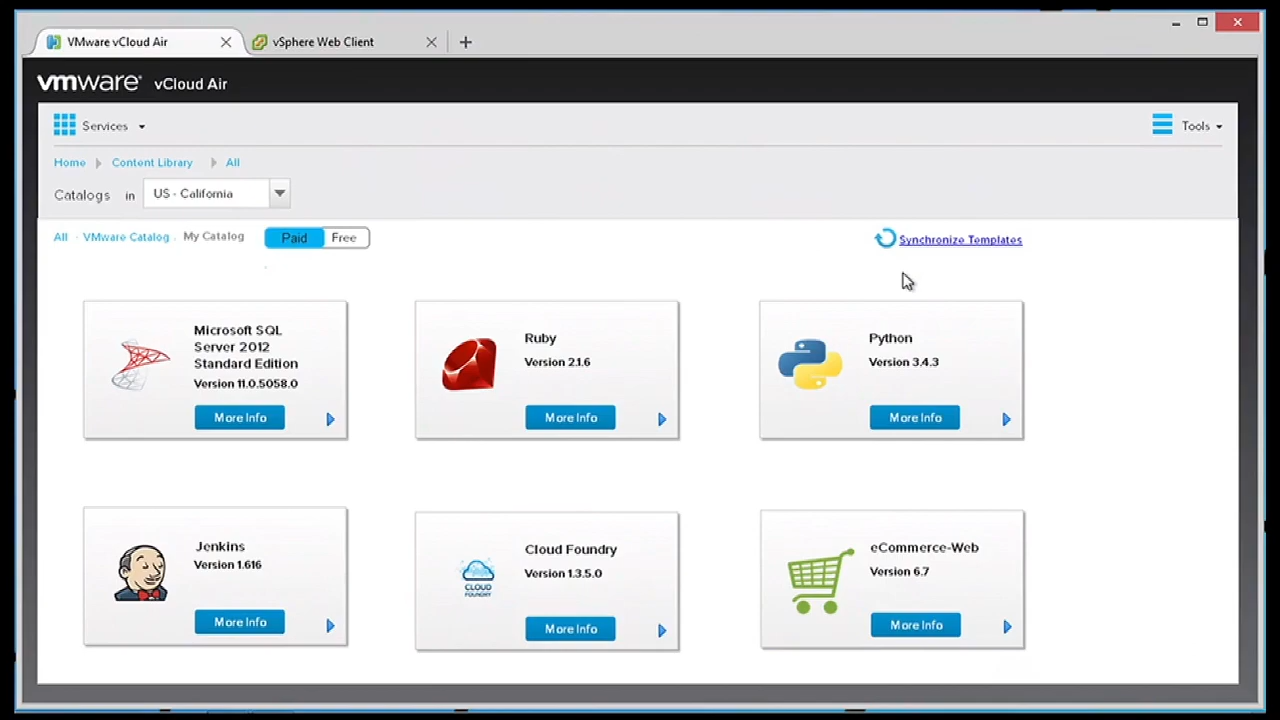 VMware vCloud Air
vSphere Web Client
vmware® vCloud Air
Services
Tools
Home Content Library All
Catalogs in US - California
All · VMware Catalog · My Catalog Paid Free
Synchronize Templates
Microsoft SQL
Server 2012
Standard Edition
Version 11.0.5058.0
More Info
Ruby
Version 2.1.6
More Info
Python
Version 3.4.3
More Info
Jenkins
Version 1.616
More Info
CLOUD
FOUNDRY
Cloud Foundry
Version 1.3.5.0
More Info
eCommerce-Web
Version 6.7
More Info